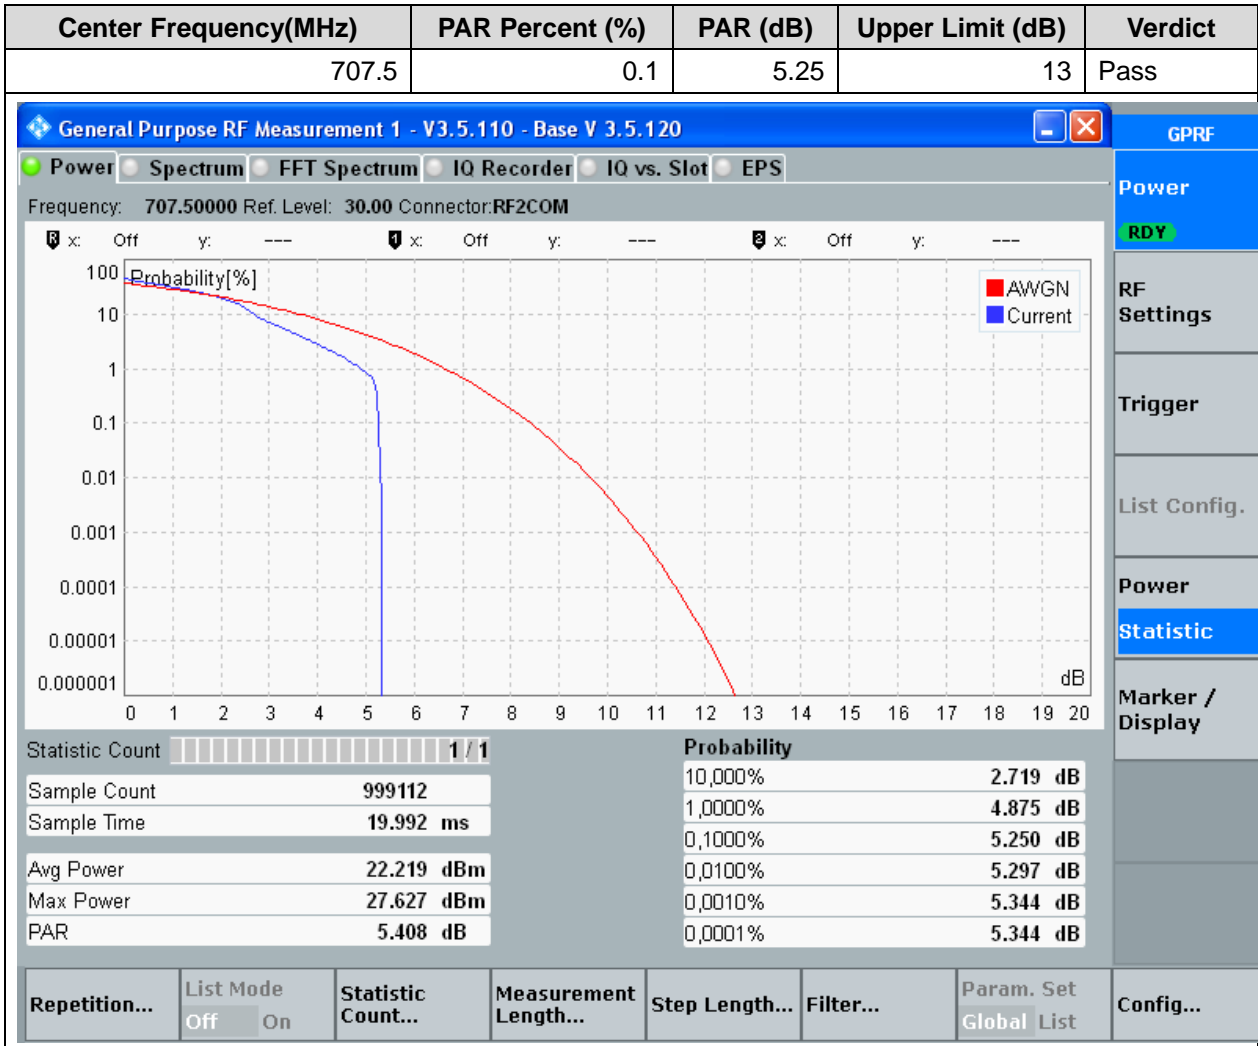 Center Frequency(MHz) PAR Percent (%) PAR (dB) Upper Limit (dB) Verdict
707.5 0.1 5.25 13 Pass
General Purpose RF Measurement 1 - V3.5.110 - Base V 3.5.120
GPRF
Power Spectrum FFT Spectrum IQ Recorder IQ vs. Slot EPS
Frequency: 707.50000 Ref. Level: 30.00 Connector:RF2COM
Power
RDY
R x: Off y: --- 1 x: Off y: --- 2 x: Off y: ---
Probability[%]
AWGN
Current
100
10
1
0.1
0.01
0.001
0.0001
0.00001
0.000001
dB
0 1 2 3 4 5 6 7 8 9 10 11 12 13 14 15 16 17 18 19 20
RF
Settings
Trigger
List Config.
Power
Statistic
Marker /
Display
Statistic Count 1 / 1
Sample Count 999112
Sample Time 19.992 ms
Avg Power 22.219 dBm
Max Power 27.627 dBm
PAR 5.408 dB
Probability
10,000% 2.719 dB
1,0000% 4.875 dB
0,1000% 5.250 dB
0,0100% 5.297 dB
0,0010% 5.344 dB
0,0001% 5.344 dB
Repetition...
List Mode
Off On
Statistic
Count...
Measurement
Length...
Step Length...
Filter...
Param. Set
Global List
Config...